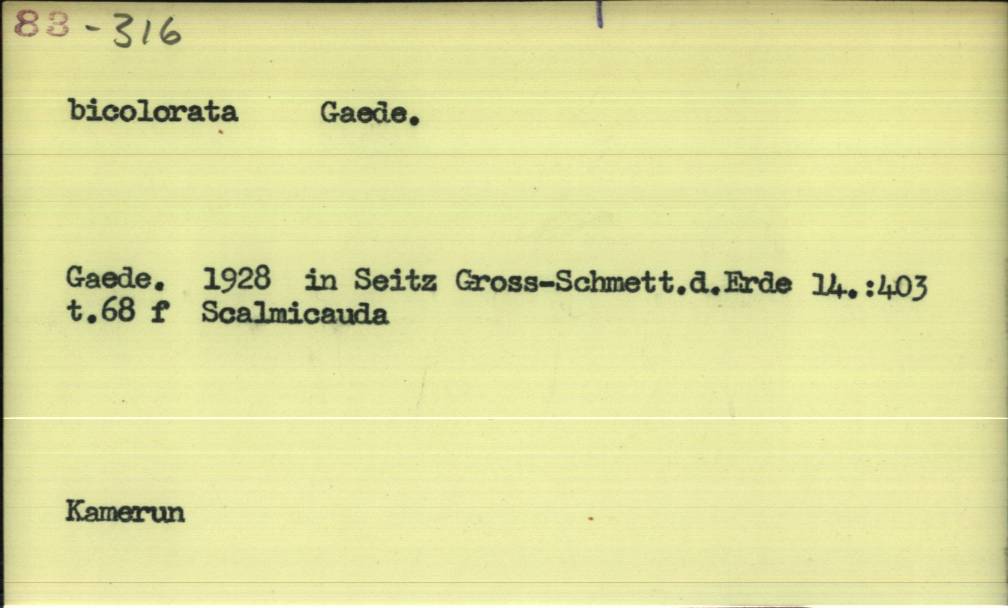 83 - 316
bicolorata Gaede.
Gaede. 1928 in Seitz Gross-Schmett.d.Erde 14.:403
t.68 f Scalmicauda
Kamerun